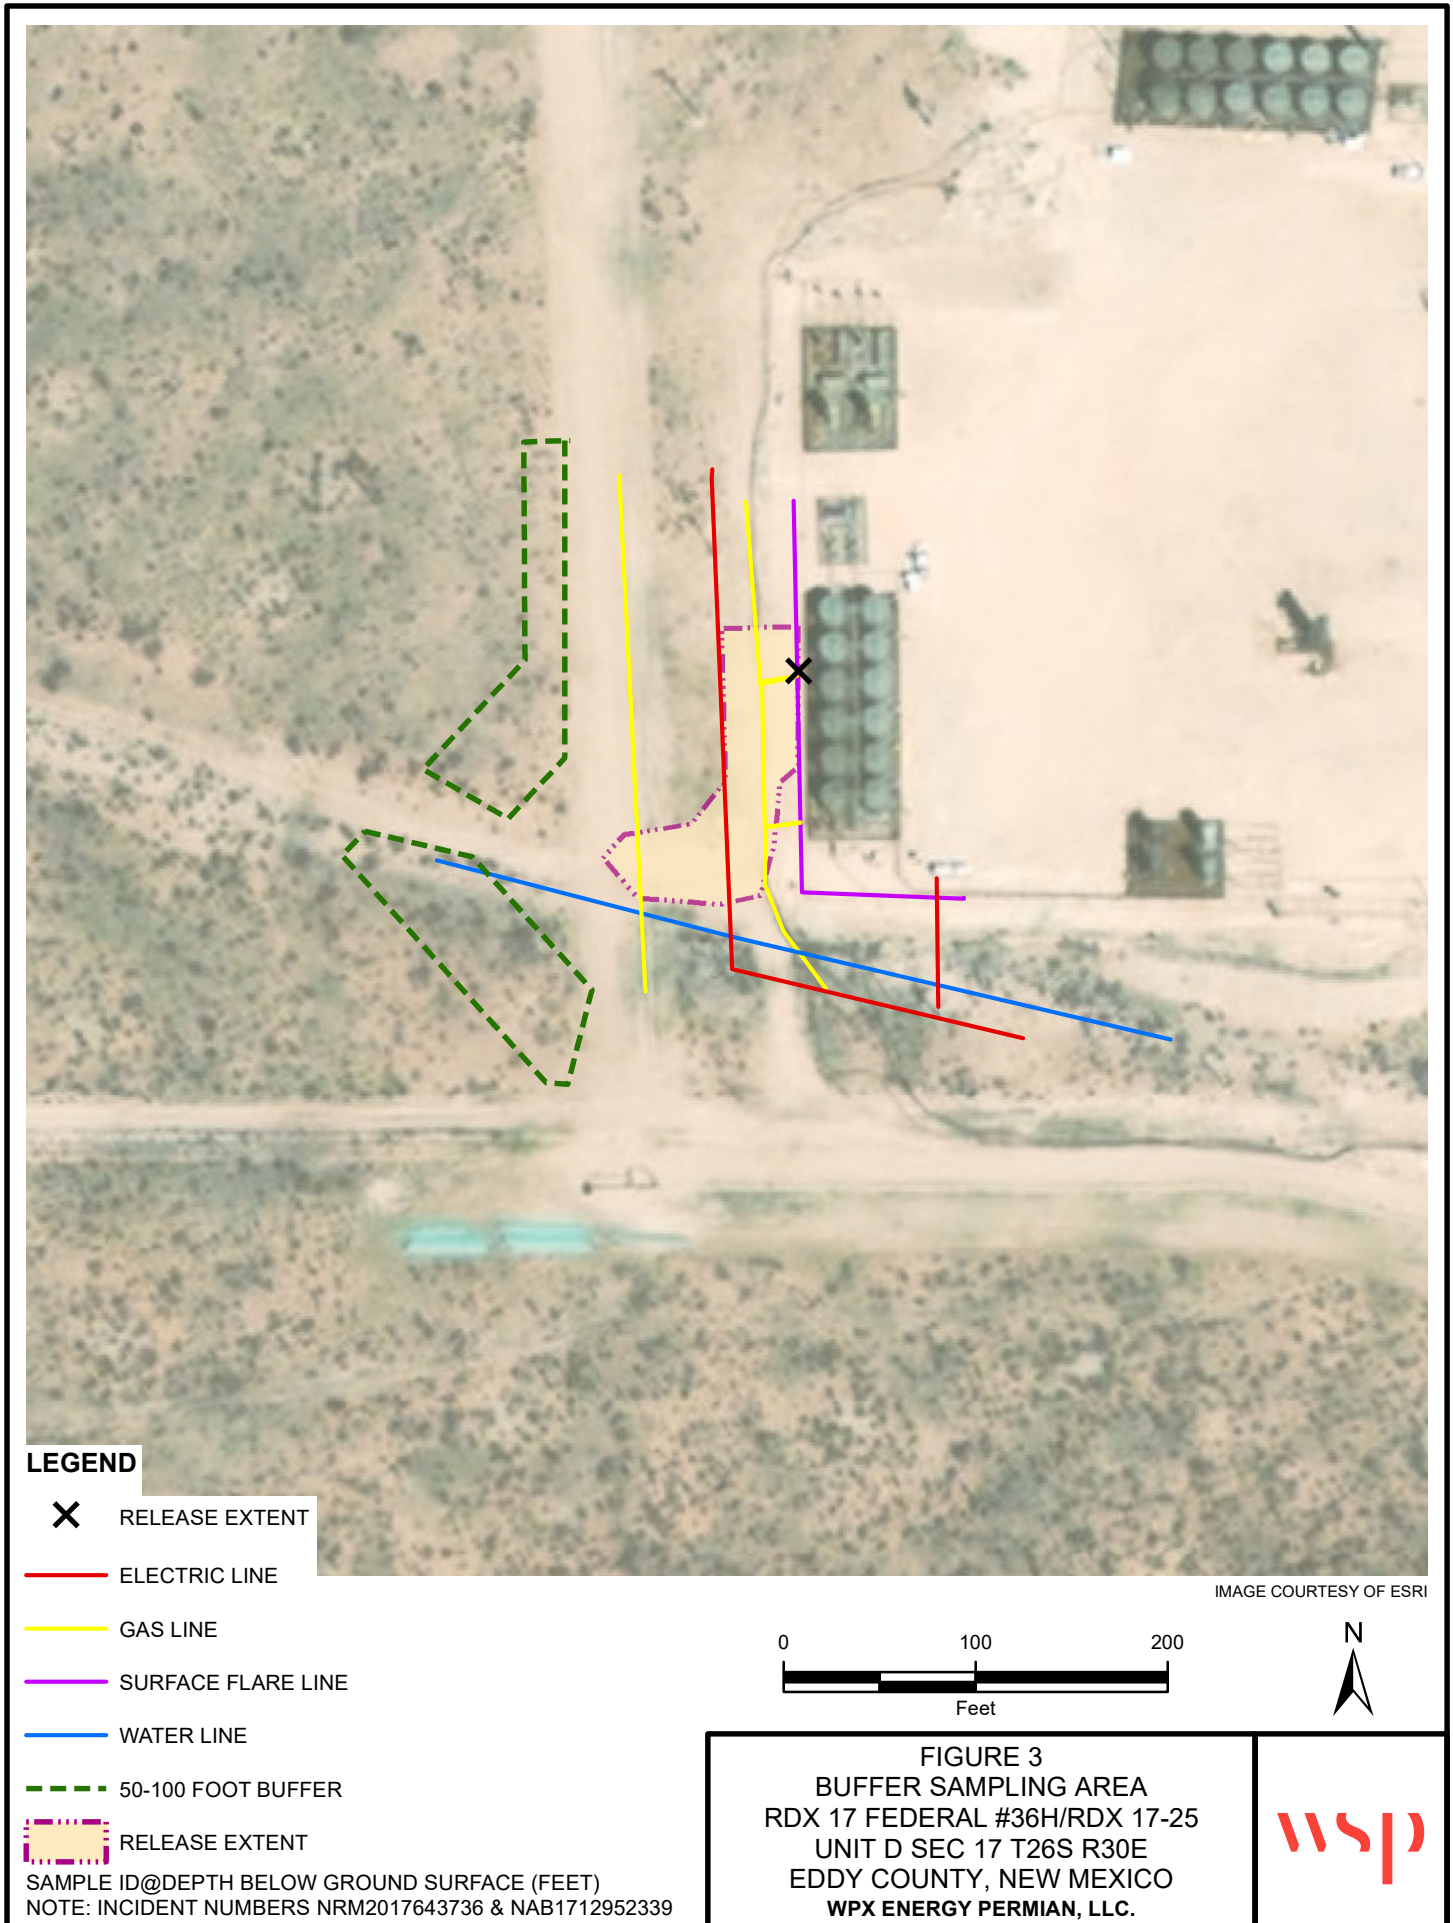 LEGEND
RELEASE EXTENT
ELECTRIC LINE
GAS LINE
SURFACE FLARE LINE
WATER LINE
50-100 FOOT BUFFER
RELEASE EXTENT
SAMPLE ID@DEPTH BELOW GROUND SURFACE (FEET)
NOTE: INCIDENT NUMBERS NRM2017643736 & NAB1712952339
IMAGE COURTESY OF ESRI
0 100 200
Feet
N
FIGURE 3
BUFFER SAMPLING AREA
RDX 17 FEDERAL #36H/RDX 17-25
UNIT D SEC 17 T26S R30E
EDDY COUNTY, NEW MEXICO
WPX ENERGY PERMIAN, LLC.
wsp